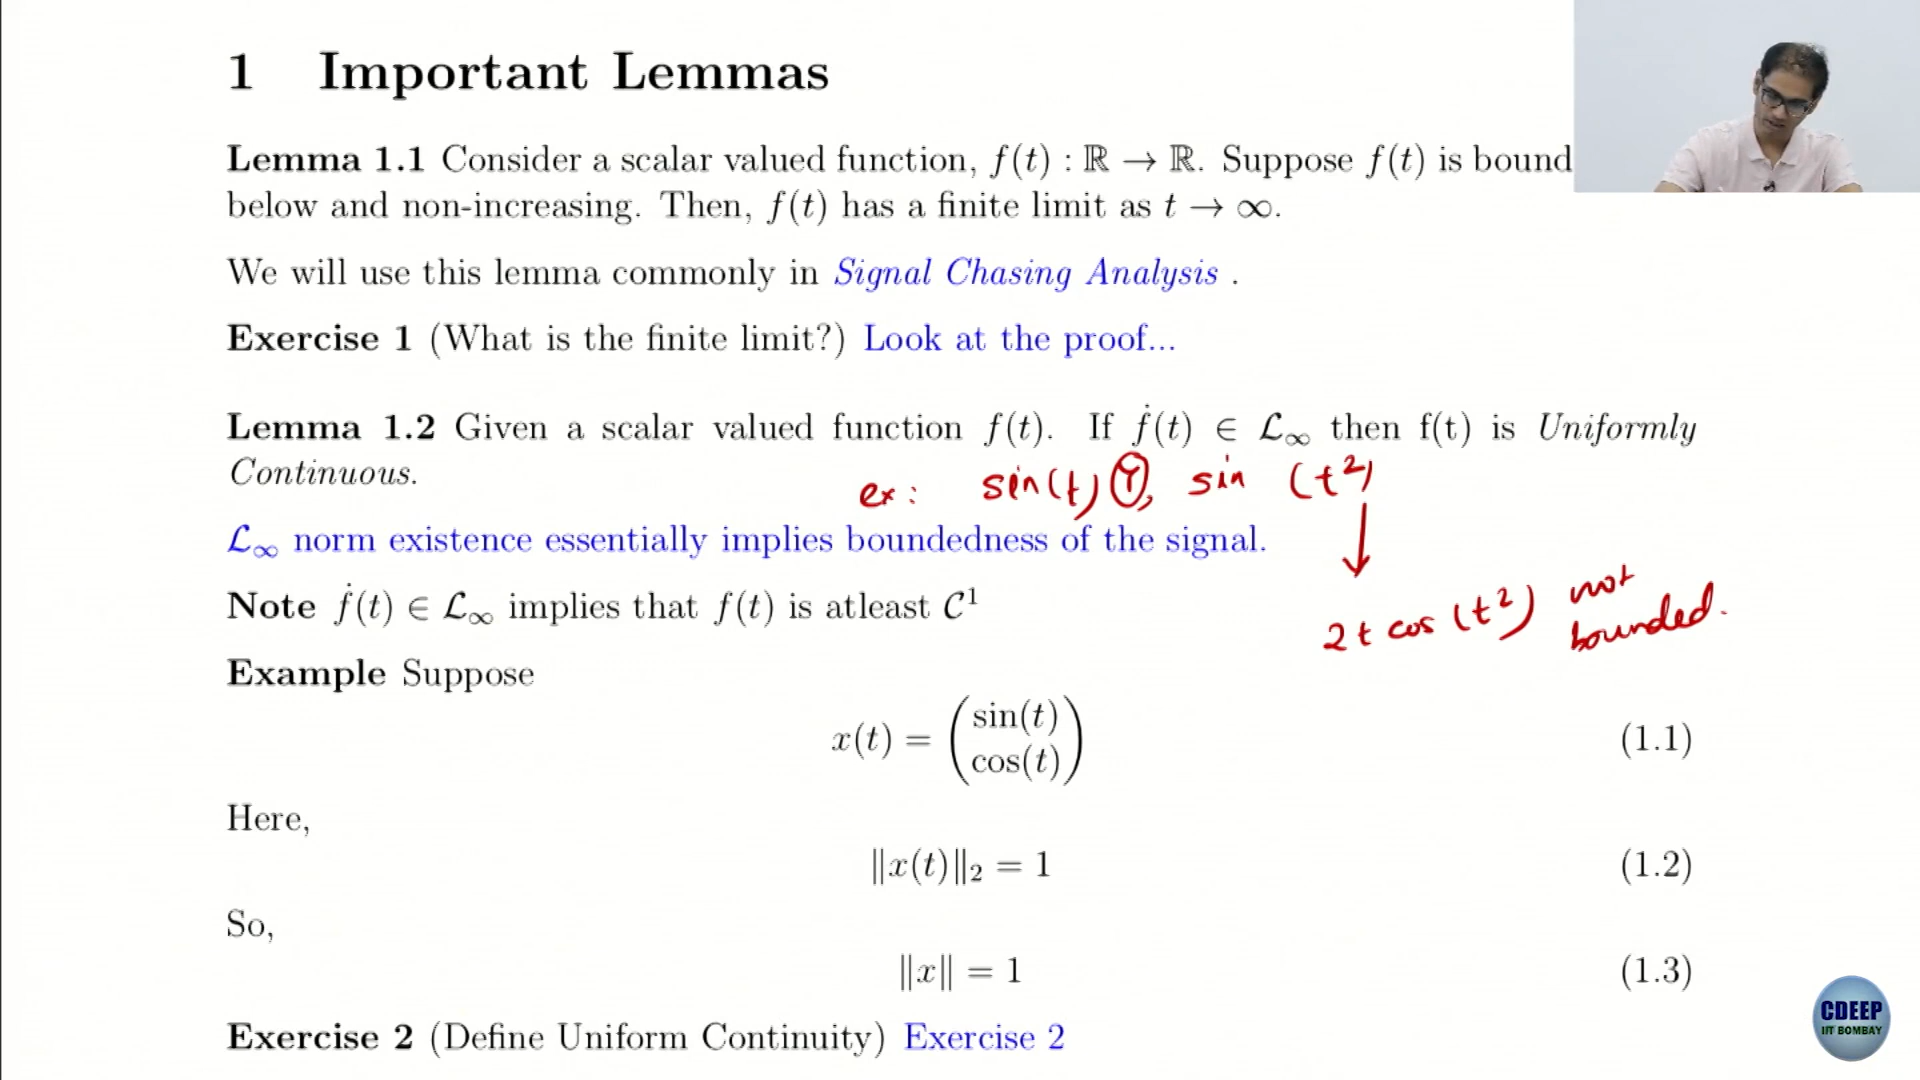 1 Important Lemmas
Lemma 1.1 Consider a scalar valued function, f(t) : ℝ → ℝ. Suppose f(t) is bound
below and non-increasing. Then, f(t) has a finite limit as t → ∞.
We will use this lemma commonly in Signal Chasing Analysis .
Exercise 1 (What is the finite limit?) Look at the proof...
Lemma 1.2 Given a scalar valued function f(t). If ḟ(t) ∈ ℒ∞ then f(t) is Uniformly
Continuous.
ex: sin(t) Ⓨ, sin (t²)
ℒ∞ norm existence essentially implies boundedness of the signal.
Note ḟ(t) ∈ ℒ∞ implies that f(t) is atleast 𝒞¹
2t cos (t²) not
bounded.
Example Suppose
x(t) = (sin(t)
cos(t)) (1.1)
Here,
‖x(t)‖₂ = 1 (1.2)
So,
‖x‖ = 1 (1.3)
Exercise 2 (Define Uniform Continuity) Exercise 2
CDEEP
IIT BOMBAY